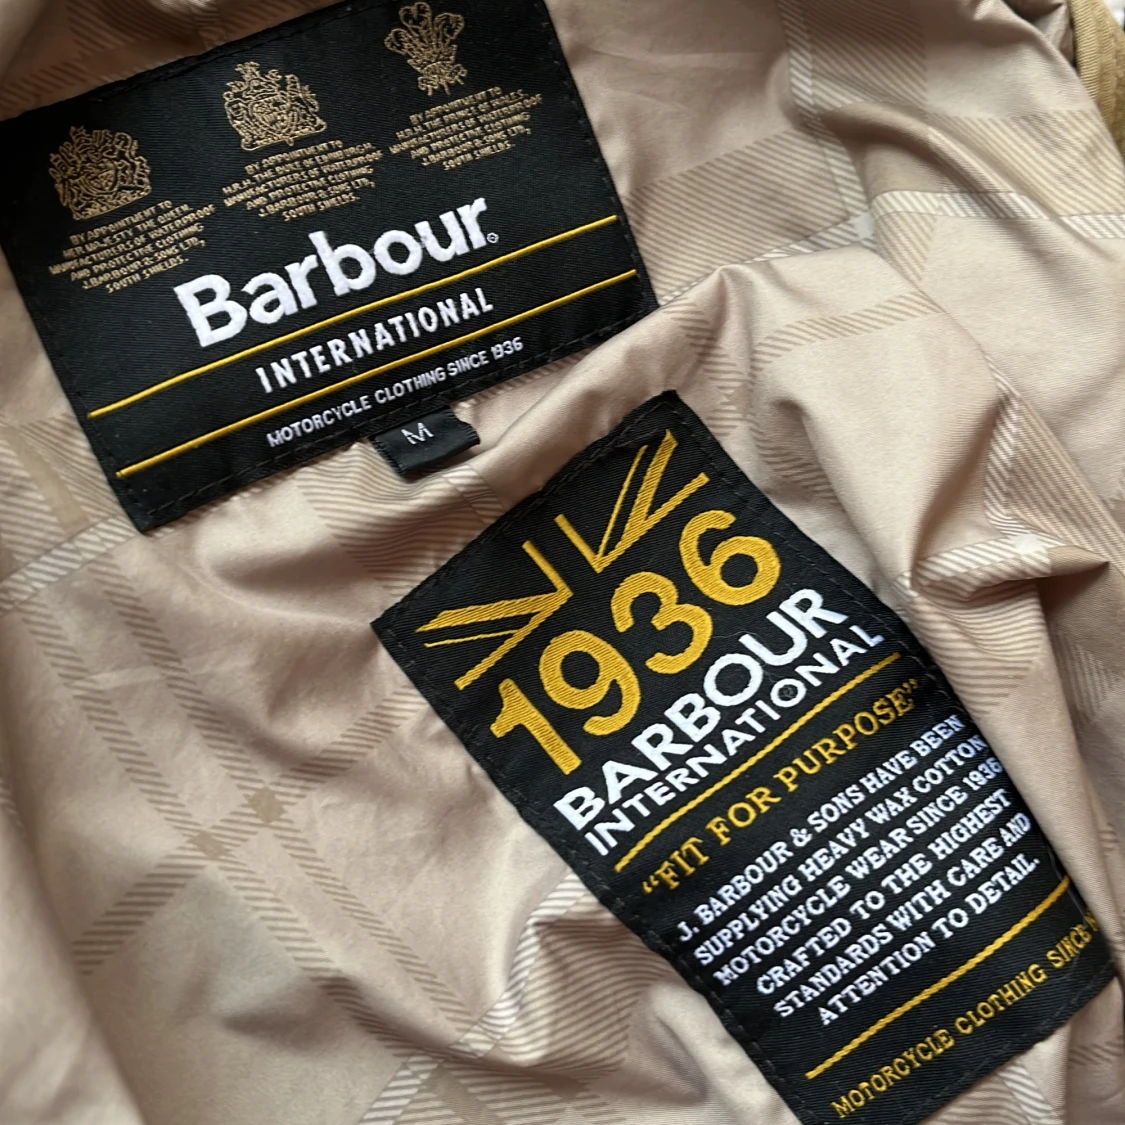 BY APPOINTMENT TO
H.M. MAJESTY THE QUEEN
MANUFACTURERS OF WATERPROOF
AND PROTECTIVE CLOTHING
J.BARBOUR & SONS LTD,
SOUTH SHIELDS.
BY APPOINTMENT TO
H.R.H. THE DUKE OF EDINBURGH
MANUFACTURERS OF WATERPROOF
AND PROTECTIVE CLOTHING
J.BARBOUR & SONS LTD,
SOUTH SHIELDS.
BY APPOINTMENT TO
H.R.H. THE PRINCE OF WALES
MANUFACTURERS OF WATERPROOF
AND PROTECTIVE CLOTHING
J.BARBOUR & SONS LTD,
SOUTH SHIELDS.
Barbour®
INTERNATIONAL
MOTORCYCLE CLOTHING SINCE 1936
M
1936
BARBOUR
INTERNATIONAL
“FIT FOR PURPOSE”
J. BARBOUR & SONS HAVE BEEN
SUPPLYING HEAVY WAX COTTON
MOTORCYCLE WEAR SINCE 1936
CRAFTED TO THE HIGHEST
STANDARDS WITH CARE AND
ATTENTION TO DETAIL.
MOTORCYCLE CLOTHING SINCE